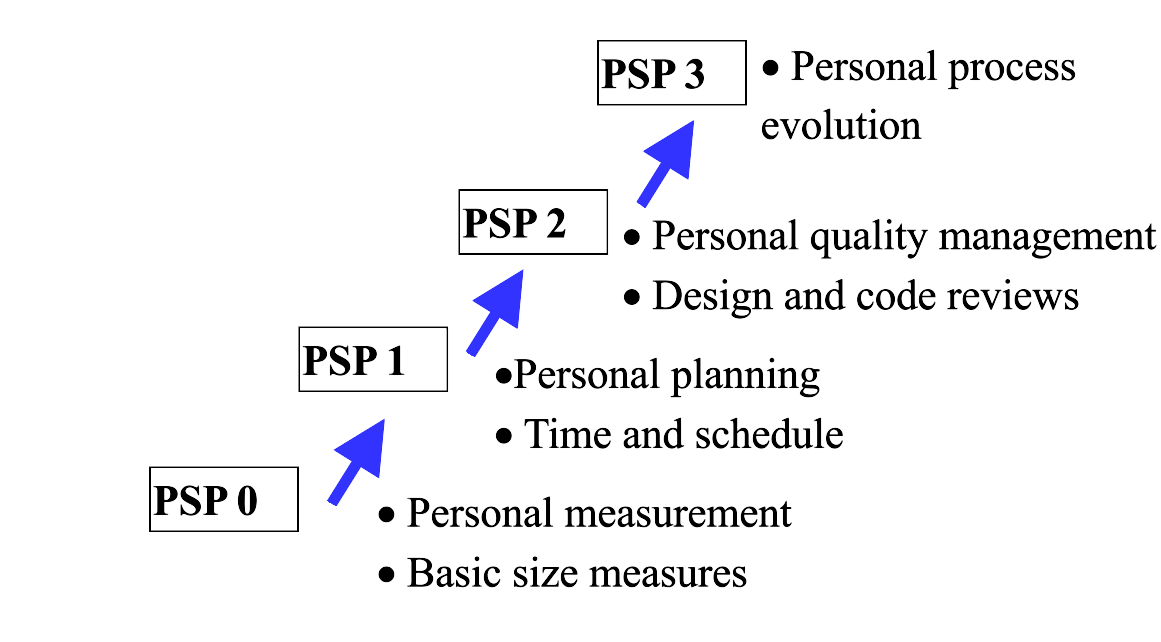 PSP 3
• Personal process
evolution
PSP 2
• Personal quality management
• Design and code reviews
PSP 1
•Personal planning
• Time and schedule
PSP 0
• Personal measurement
• Basic size measures